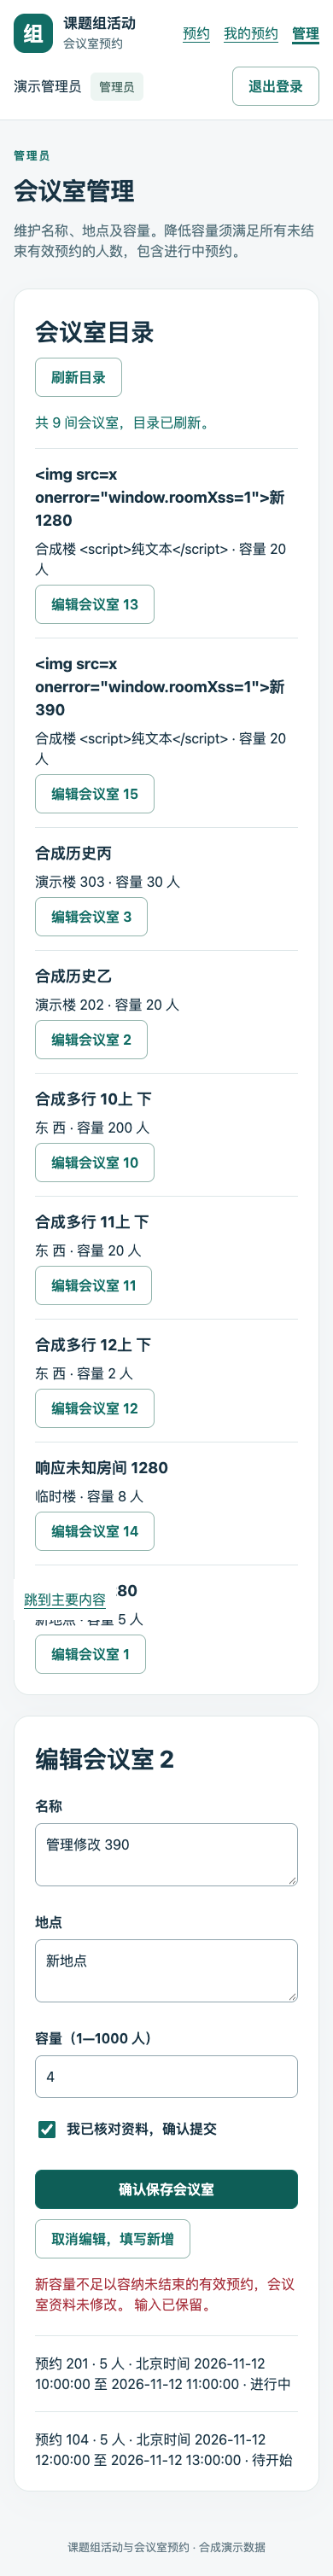 组
课题组活动
会议室预约
预约 我的预约 管理
演示管理员 管理员 退出登录
管理员
会议室管理
维护名称、地点及容量。降低容量须满足所有未结
束有效预约的人数，包含进行中预约。
会议室目录
刷新目录
共 9 间会议室，目录已刷新。
<img src=x
onerror="window.roomXss=1">新
1280
合成楼 <script>纯文本</script> · 容量 20
人
编辑会议室 13
<img src=x
onerror="window.roomXss=1">新
390
合成楼 <script>纯文本</script> · 容量 20
人
编辑会议室 15
合成历史丙
演示楼 303 · 容量 30 人
编辑会议室 3
合成历史乙
演示楼 202 · 容量 20 人
编辑会议室 2
合成多行 10上 下
东 西 · 容量 200 人
编辑会议室 10
合成多行 11上 下
东 西 · 容量 20 人
编辑会议室 11
合成多行 12上 下
东 西 · 容量 2 人
编辑会议室 12
响应未知房间 1280
临时楼 · 容量 8 人
编辑会议室 14
80
跳到主要内容
新地点 · 容量 5 人
编辑会议室 1
编辑会议室 2
名称
管理修改 390
地点
新地点
容量（1—1000 人）
4
我已核对资料，确认提交
确认保存会议室
取消编辑，填写新增
新容量不足以容纳未结束的有效预约，会议
室资料未修改。 输入已保留。
预约 201 · 5 人 · 北京时间 2026-11-12
10:00:00 至 2026-11-12 11:00:00 · 进行中
预约 104 · 5 人 · 北京时间 2026-11-12
12:00:00 至 2026-11-12 13:00:00 · 待开始
课题组活动与会议室预约 · 合成演示数据